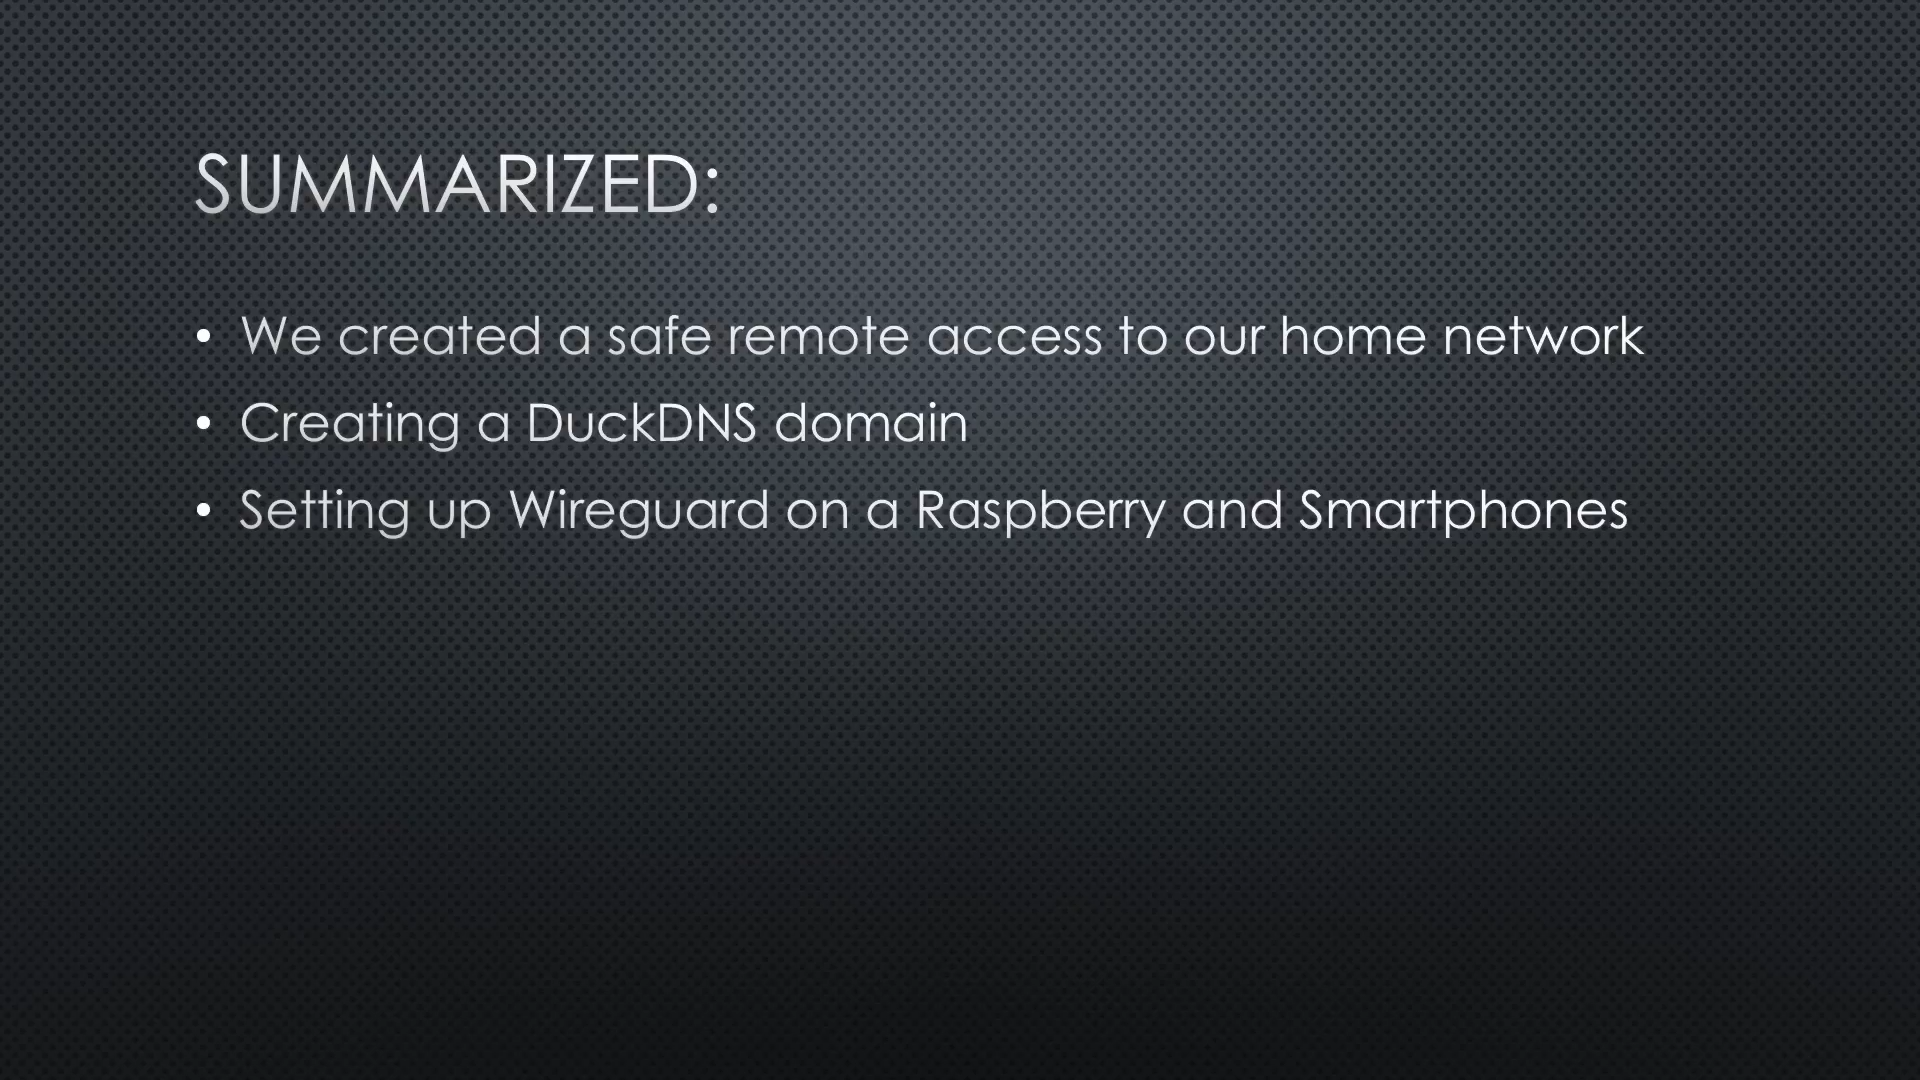 SUMMARIZED:
• We created a safe remote access to our home network
• Creating a DuckDNS domain
• Setting up Wireguard on a Raspberry and Smartphones